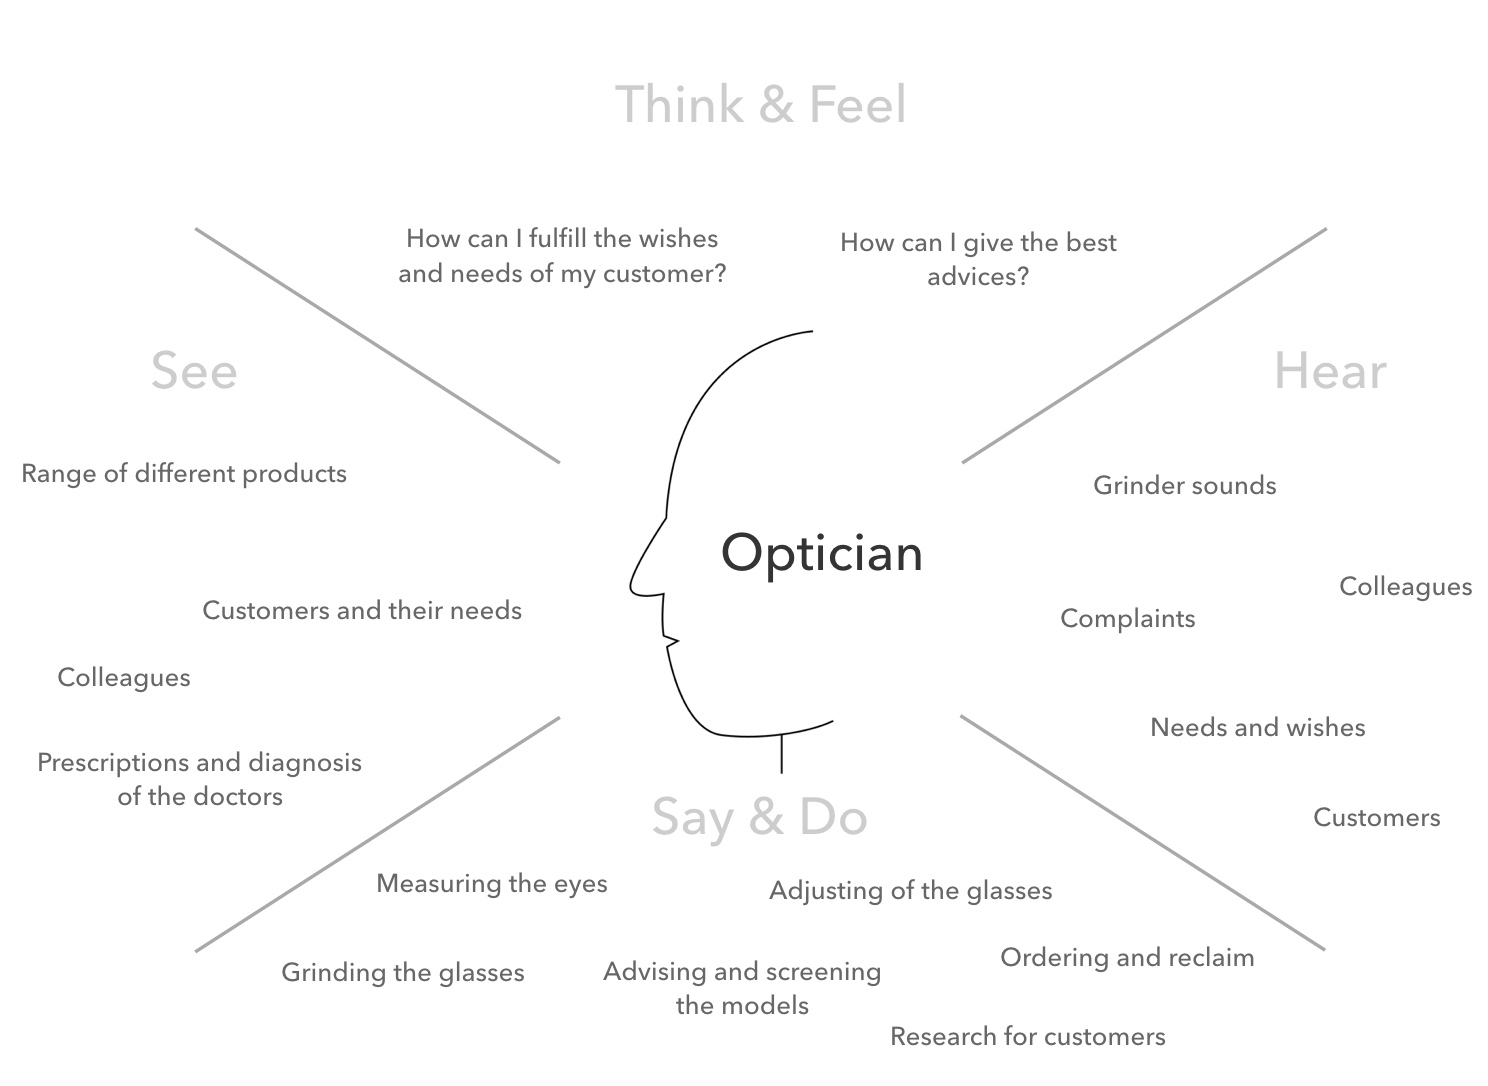 Think & Feel
How can I fulfill the wishes
and needs of my customer?
How can I give the best
advices?
See
Range of different products
Customers and their needs
Colleagues
Prescriptions and diagnosis
of the doctors
Optician
Hear
Grinder sounds
Colleagues
Complaints
Needs and wishes
Customers
Say & Do
Measuring the eyes
Adjusting of the glasses
Grinding the glasses
Advising and screening
the models
Ordering and reclaim
Research for customers